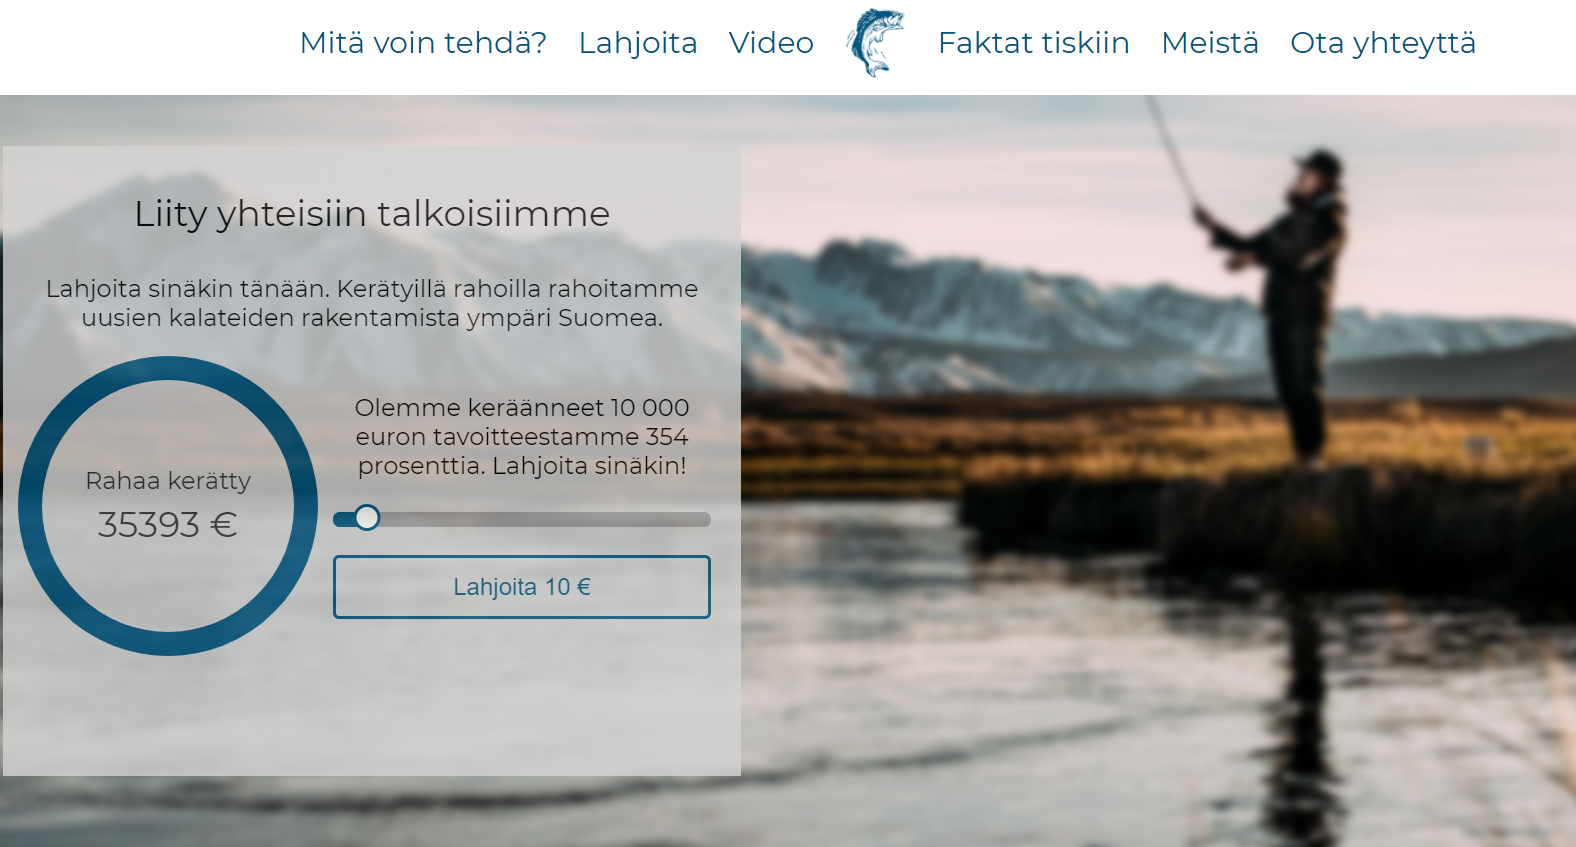 Mitä voin tehdä? Lahjoita Video Faktat tiskiin Meistä Ota yhteyttä
Liity yhteisiin talkoisiimme
Lahjoita sinäkin tänään. Kerätyillä rahoilla rahoitamme
uusien kalateiden rakentamista ympäri Suomea.
Rahaa kerätty
35393 €
Olemme keräänneet 10 000
euron tavoitteestamme 354
prosenttia. Lahjoita sinäkin!
Lahjoita 10 €